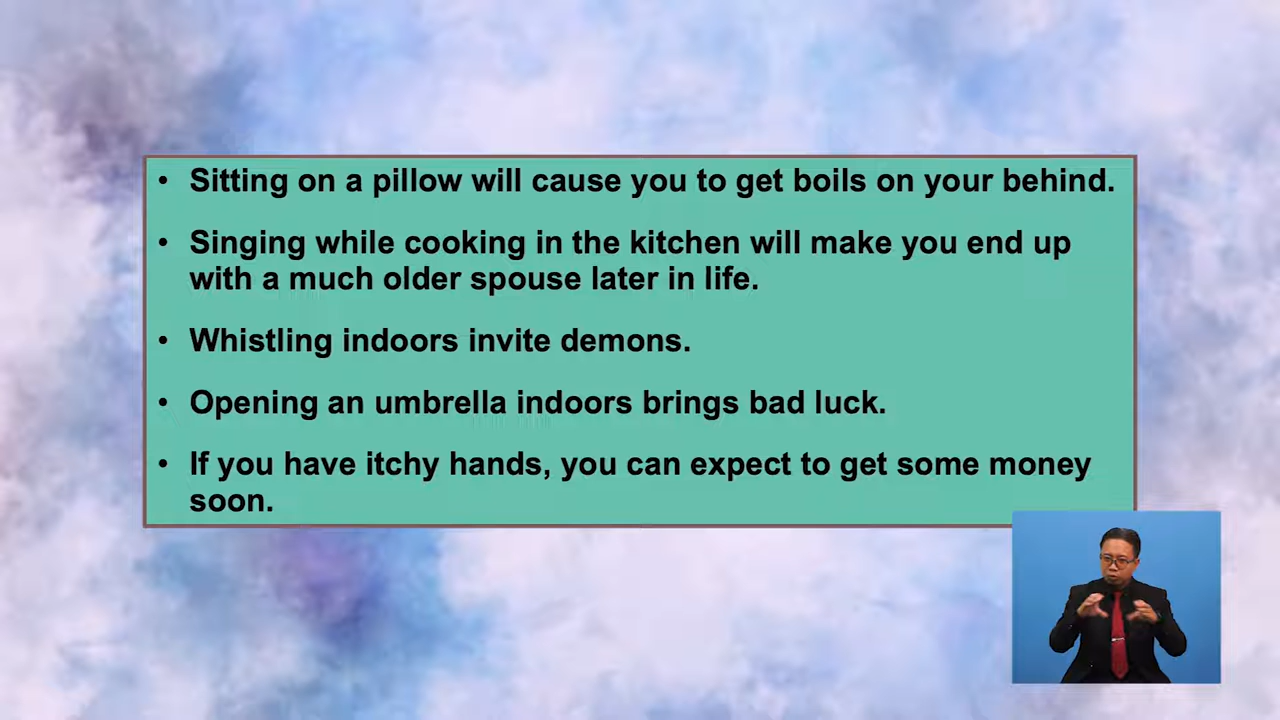 • Sitting on a pillow will cause you to get boils on your behind.
• Singing while cooking in the kitchen will make you end up
with a much older spouse later in life.
• Whistling indoors invite demons.
• Opening an umbrella indoors brings bad luck.
• If you have itchy hands, you can expect to get some money
soon.